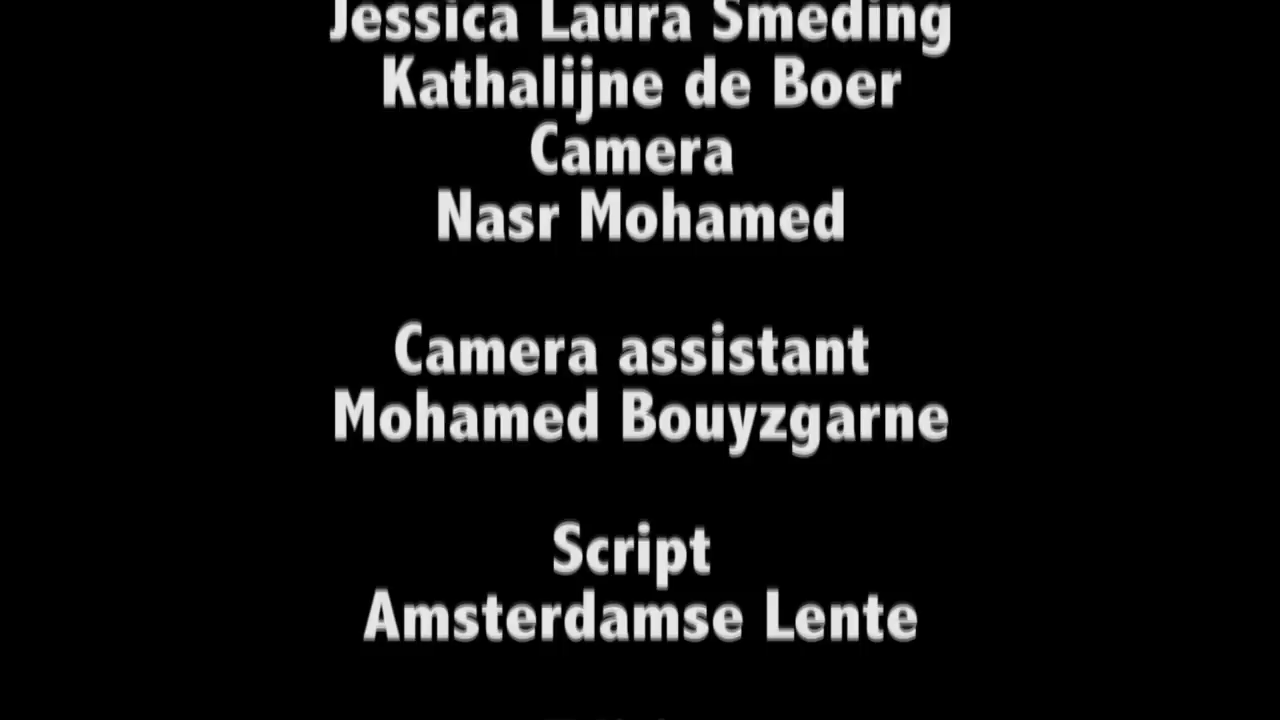 Jessica Laura Smeding
Kathalijne de Boer
Camera
Nasr Mohamed
Camera assistant
Mohamed Bouyzgarne
Script
Amsterdamse Lente